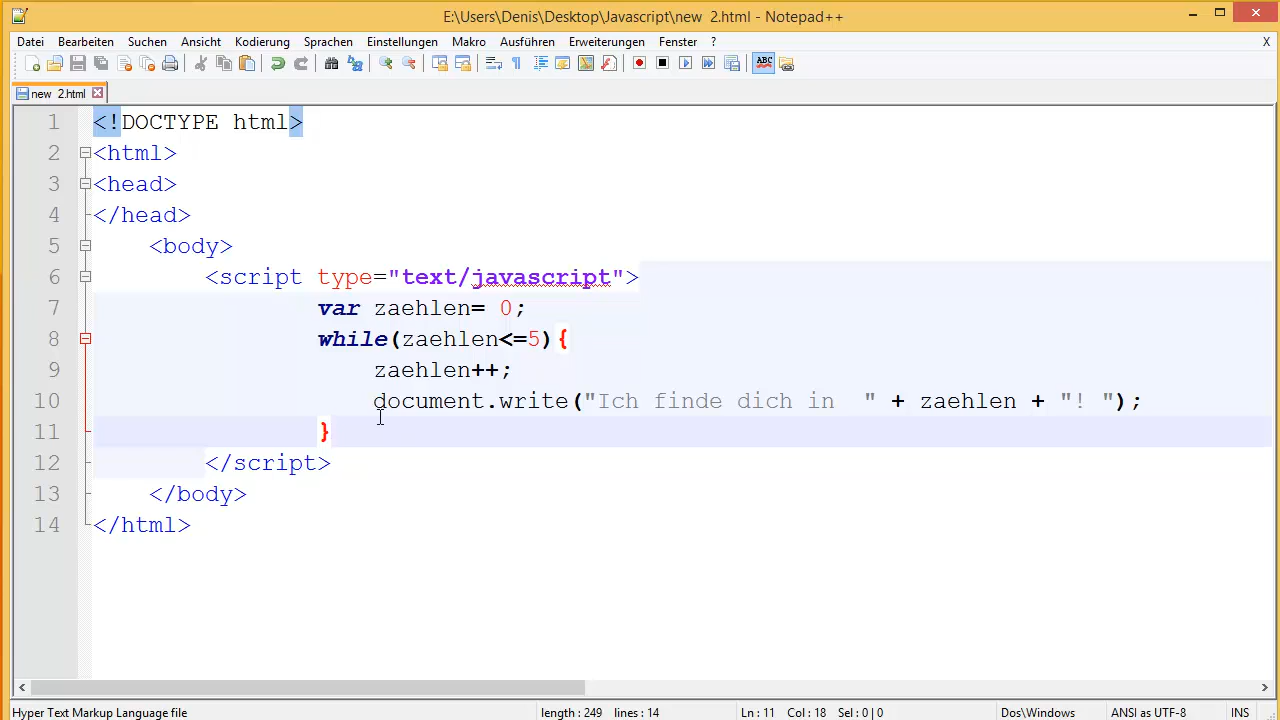 E:\Users\Denis\Desktop\Javascript\new  2.html - Notepad++
Datei Bearbeiten Suchen Ansicht Kodierung Sprachen Einstellungen Makro Ausführen Erweiterungen Fenster ? X
ABC
new  2.html
1 <!DOCTYPE html>
2 <html>
3 <head>
4 </head>
5     <body>
6         <script type="text/javascript">
7                 var zaehlen= 0;
8                 while(zaehlen<=5){
9                     zaehlen++;
10                     document.write("Ich finde dich in  " + zaehlen + "! ");
11                 }
12         </script>
13     </body>
14 </html>
Hyper Text Markup Language file length : 249 lines : 14 Ln : 11 Col : 18 Sel : 0 | 0 Dos\Windows ANSI as UTF-8 INS